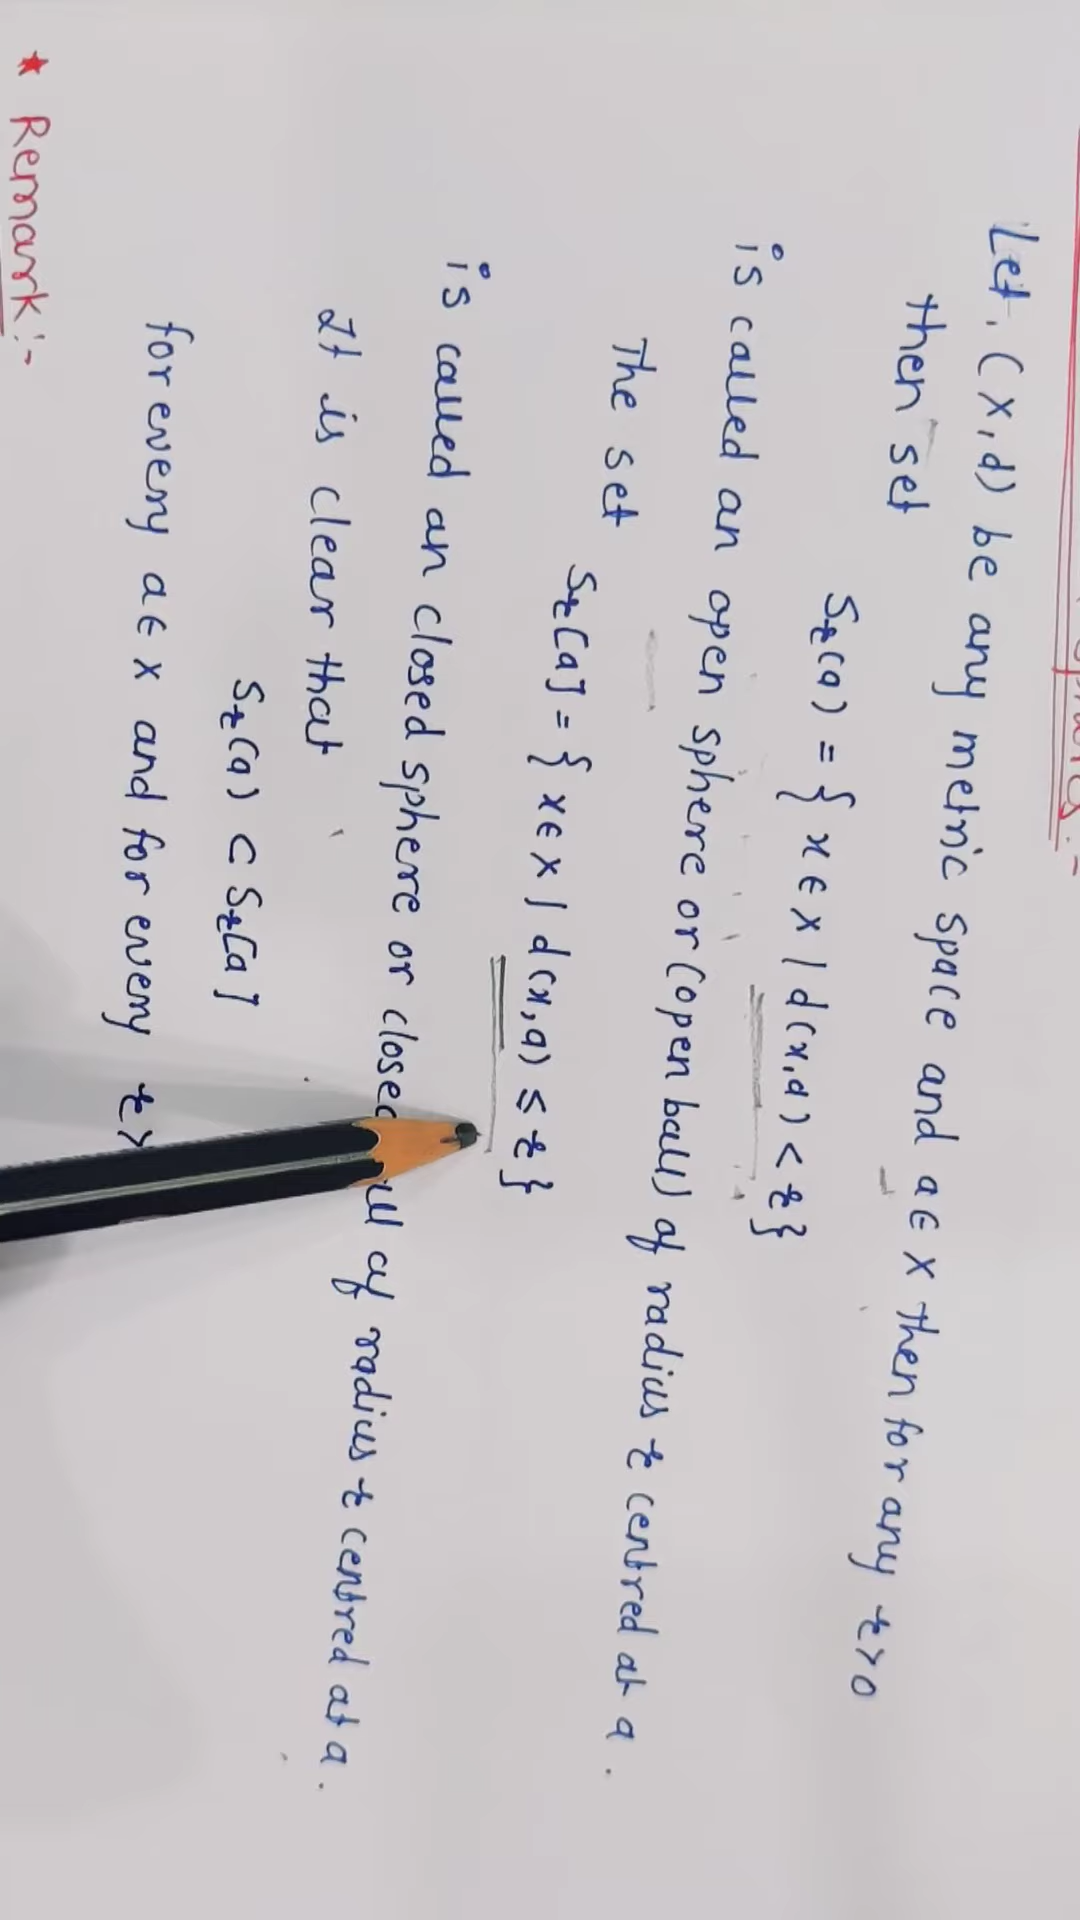 Let, (X,d) be any metric space and a∈X then for any r>0
then set
Sr(a) = { x∈X | d(x,a) < r }
is called an open sphere or (open ball) of radius r centred at a.
The set
Sr[a] = { x∈X | d(x,a) ≤ r }
is called an closed sphere or of radius r centred at a.
It is clear that
Sr(a) ⊂ Sr[a]
for every a∈X and for every r>
* Remark :-